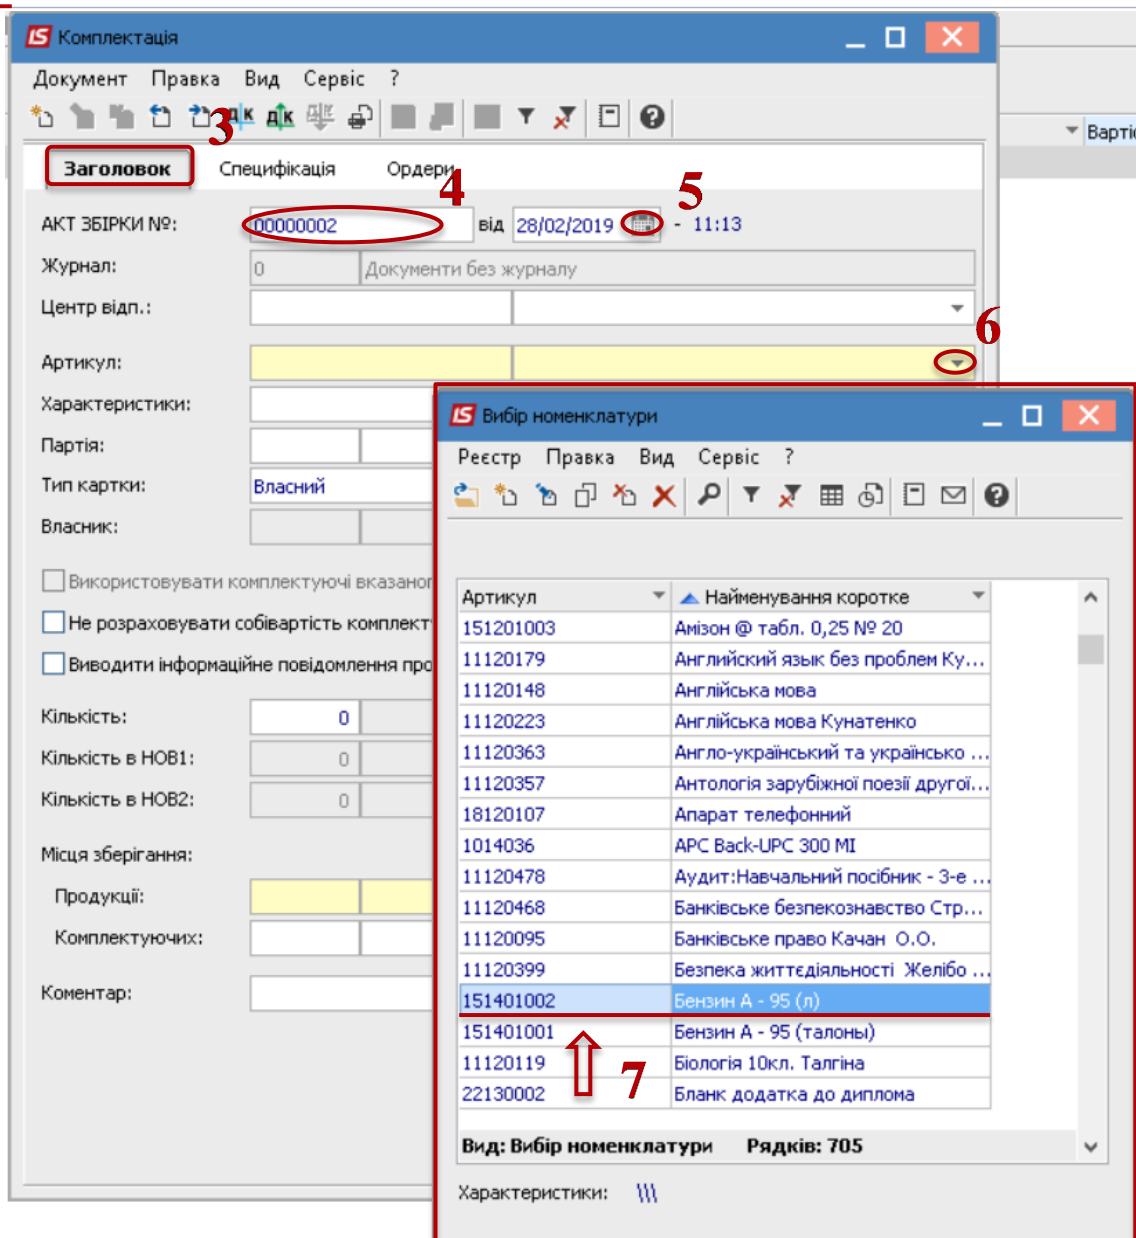 Комплектація
Документ Правка Вид Сервіс ?
3
Вартіс
Заголовок Специфікація Ордери
4 5
АКТ ЗБІРКИ №: 00000002 від 28/02/2019 - 11:13
Журнал: 0 Документи без журналу
Центр відп.:
6
Артикул:
Характеристики:
Партія:
Тип картки: Власний
Власник:
Використовувати комплектуючі вказаног
Не розраховувати собівартість комплект
Виводити інформаційне повідомлення про
Кількість: 0
Кількість в НОВ1: 0
Кількість в НОВ2: 0
Місця зберігання:
Продукції:
Комплектуючих:
Коментар:
Вибір номенклатури
Реєстр Правка Вид Сервіс ?
Артикул Найменування коротке
151201003 Амізон @ табл. 0,25 № 20
11120179 Английский язык без проблем Ку...
11120148 Англійська мова
11120223 Англійська мова Кунатенко
11120363 Англо-український та українсько ...
11120357 Антологія зарубіжної поезії другої...
18120107 Апарат телефонний
1014036 APC Back-UPC 300 MI
11120478 Аудит:Навчальний посібник - 3-е ...
11120468 Банківське безпекознавство Стр...
11120095 Банківське право Качан О.О.
11120399 Безпека життєдіяльності Желібо ...
151401002 Бензин А - 95 (л)
151401001 Бензин А - 95 (талоны)
11120119 Біологія 10кл. Талгіна
22130002 Бланк додатка до диплома
7
Вид: Вибір номенклатури Рядків: 705
Характеристики: \\\